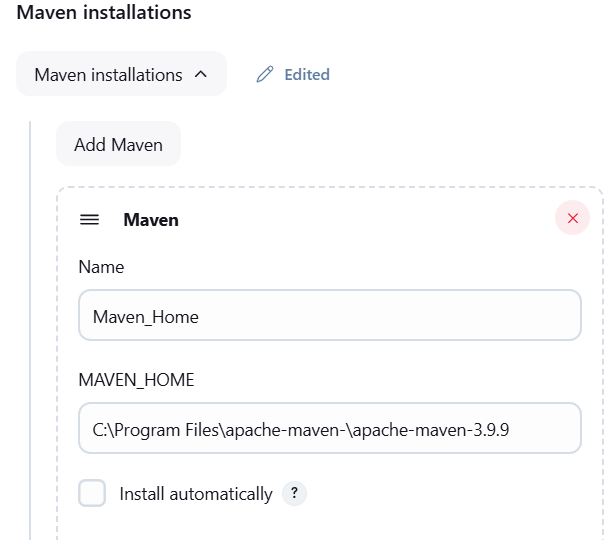 Maven installations
Maven installations
Edited
Add Maven
Maven
Name
Maven_Home
MAVEN_HOME
C:\Program Files\apache-maven-\apache-maven-3.9.9
Install automatically ?